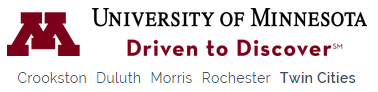 M UNIVERSITY OF MINNESOTA
Driven to Discover℠
Crookston Duluth Morris Rochester Twin Cities